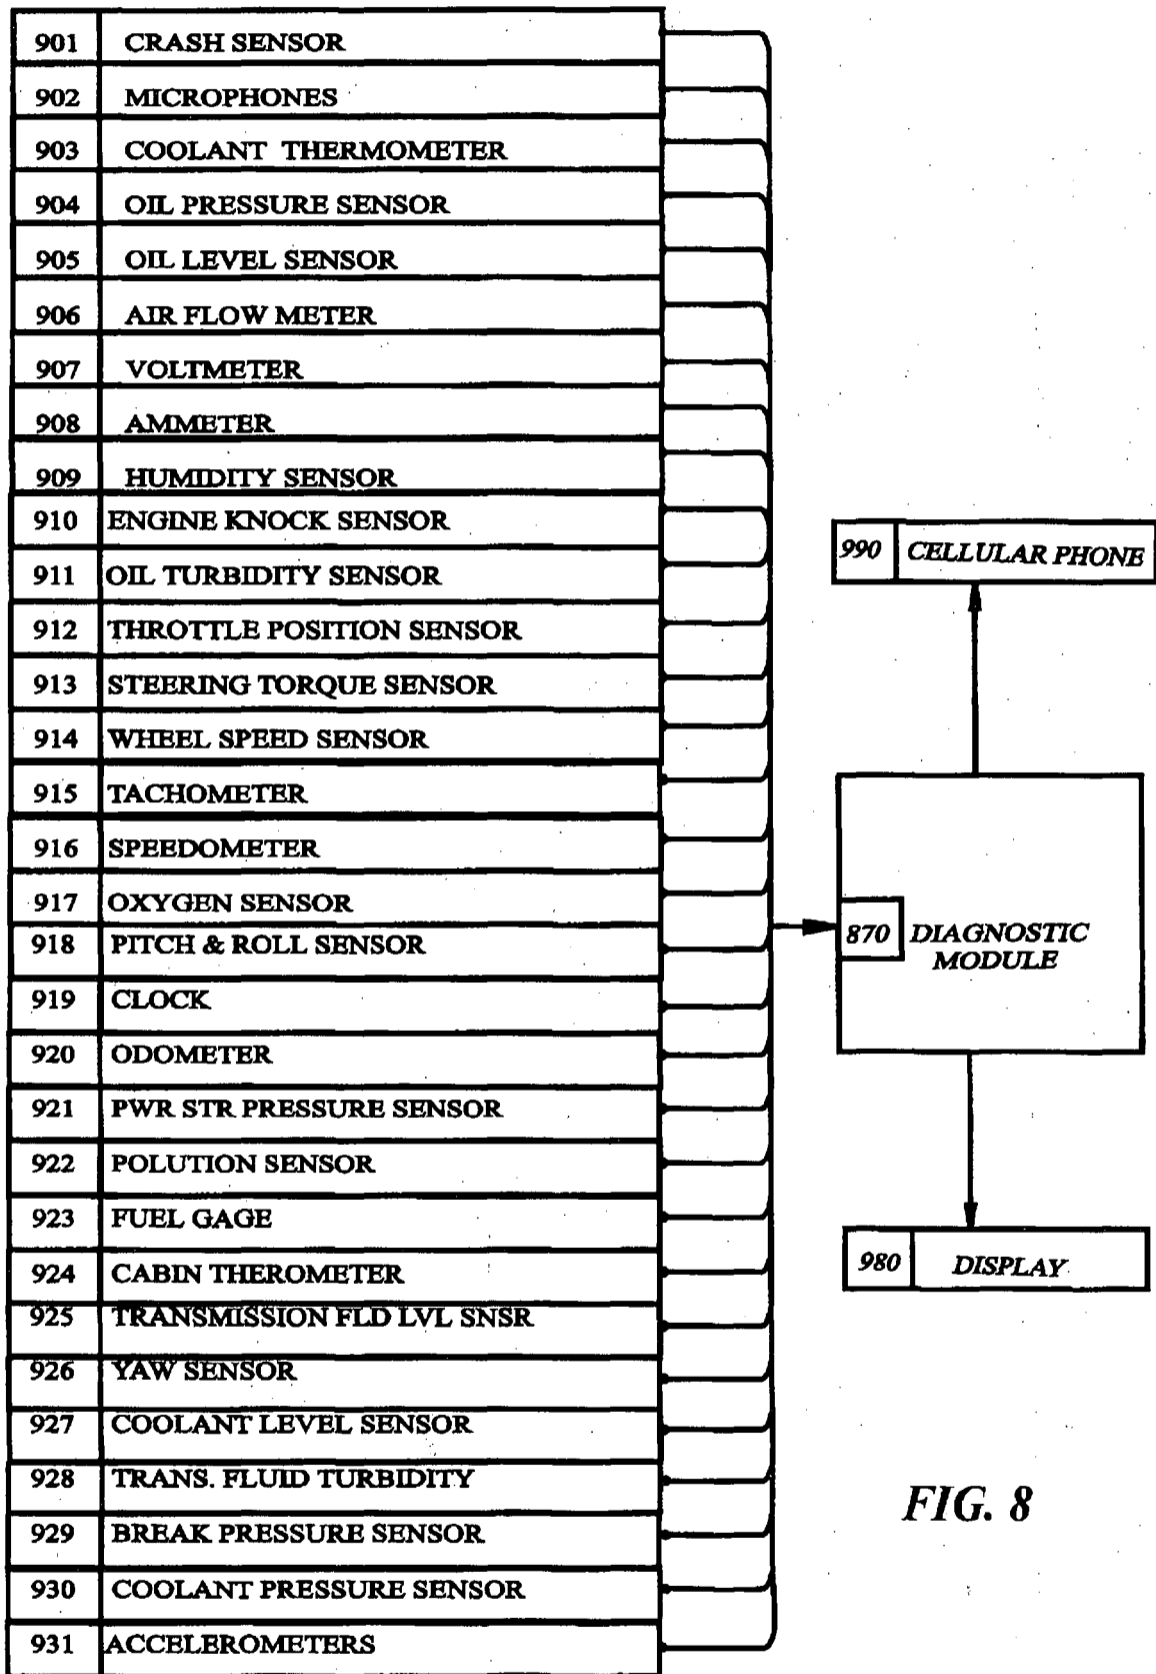 901 CRASH SENSOR
902 MICROPHONES
903 COOLANT THERMOMETER
904 OIL PRESSURE SENSOR
905 OIL LEVEL SENSOR
906 AIR FLOW METER
907 VOLTMETER
908 AMMETER
909 HUMIDITY SENSOR
910 ENGINE KNOCK SENSOR
911 OIL TURBIDITY SENSOR
912 THROTTLE POSITION SENSOR
913 STEERING TORQUE SENSOR
914 WHEEL SPEED SENSOR
915 TACHOMETER
916 SPEEDOMETER
917 OXYGEN SENSOR
918 PITCH & ROLL SENSOR
919 CLOCK
920 ODOMETER
921 PWR STR PRESSURE SENSOR
922 POLUTION SENSOR
923 FUEL GAGE
924 CABIN THEROMETER
925 TRANSMISSION FLD LVL SNSR
926 YAW SENSOR
927 COOLANT LEVEL SENSOR
928 TRANS. FLUID TURBIDITY
929 BREAK PRESSURE SENSOR
930 COOLANT PRESSURE SENSOR
931 ACCELEROMETERS
990 CELLULAR PHONE
870 DIAGNOSTIC
MODULE
980 DISPLAY
FIG. 8